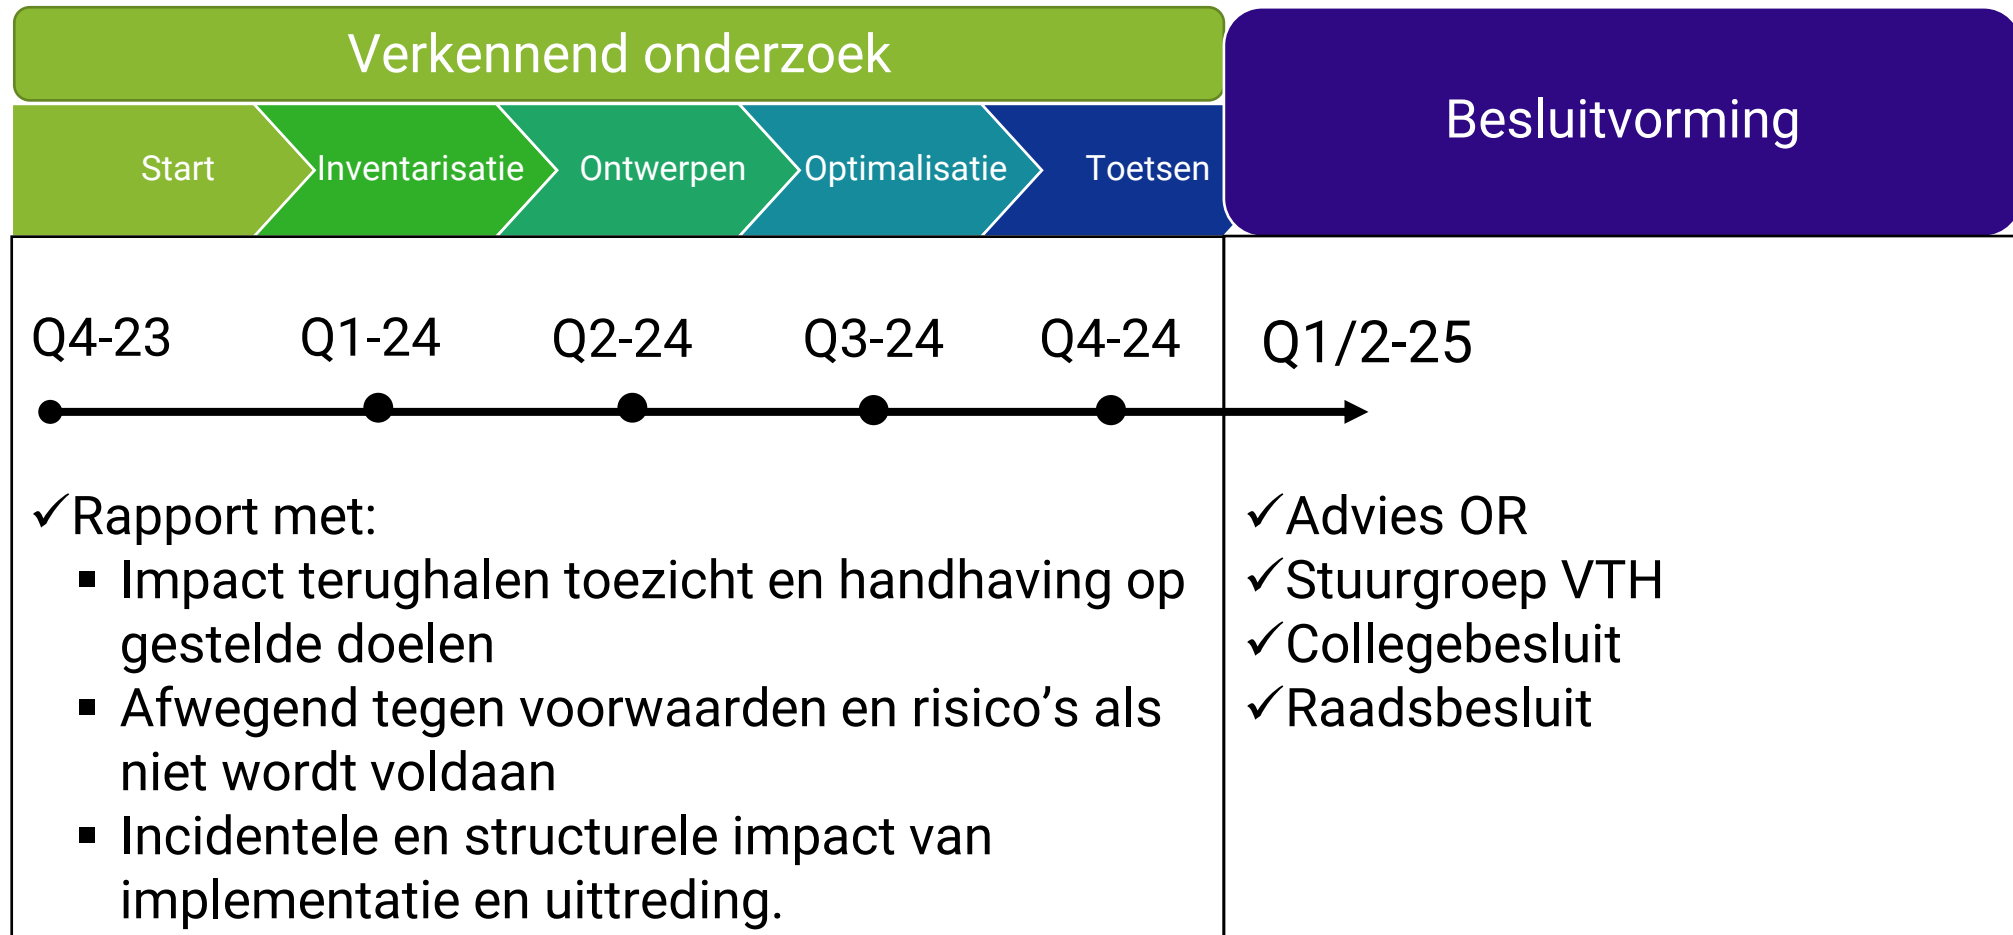 Verkennend onderzoek
Besluitvorming
Start
Inventarisatie
Ontwerpen
Optimalisatie
Toetsen
Q4-23
Q1-24
Q2-24
Q3-24
Q4-24
Q1/2-25
✓Rapport met:
▪ Impact terughalen toezicht en handhaving op
gestelde doelen
▪ Afwegend tegen voorwaarden en risico’s als
niet wordt voldaan
▪ Incidentele en structurele impact van
implementatie en uittreding.
✓Advies OR
✓Stuurgroep VTH
✓Collegebesluit
✓Raadsbesluit